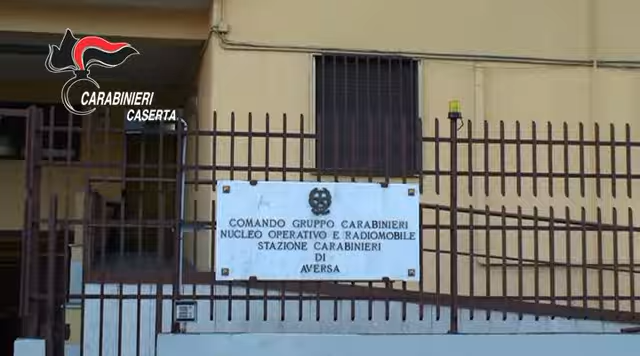 CARABINIERI
CASERTA
COMANDO GRUPPO CARABINIERI
NUCLEO OPERATIVO E RADIOMOBILE
STAZIONE CARABINIERI
DI
AVERSA